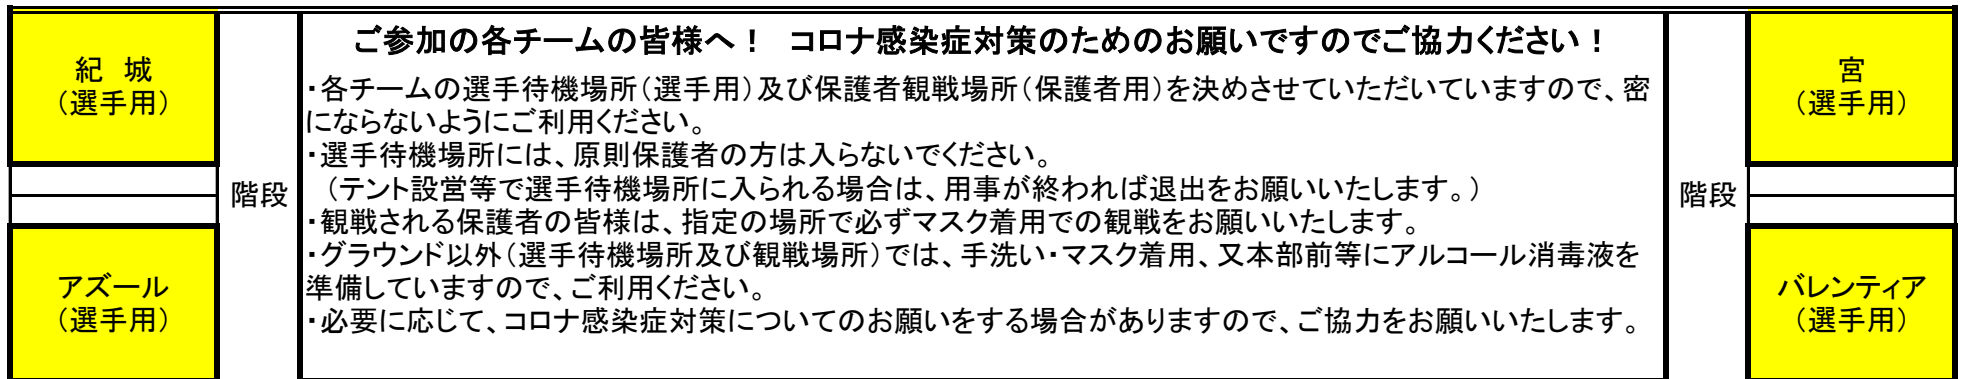 紀 城
（選手用）
アズール
（選手用）
階段
ご参加の各チームの皆様へ！ コロナ感染症対策のためのお願いですのでご協力ください！
・各チームの選手待機場所（選手用）及び保護者観戦場所（保護者用）を決めさせていただいていますので、密
にならないようにご利用ください。
・選手待機場所には、原則保護者の方は入らないでください。
（テント設営等で選手待機場所に入られる場合は、用事が終われば退出をお願いいたします。）
・観戦される保護者の皆様は、指定の場所で必ずマスク着用での観戦をお願いいたします。
・グラウンド以外（選手待機場所及び観戦場所）では、手洗い・マスク着用、又本部前等にアルコール消毒液を
準備していますので、ご利用ください。
・必要に応じて、コロナ感染症対策についてのお願いをする場合がありますので、ご協力をお願いいたします。
階段
宮
（選手用）
バレンティア
（選手用）